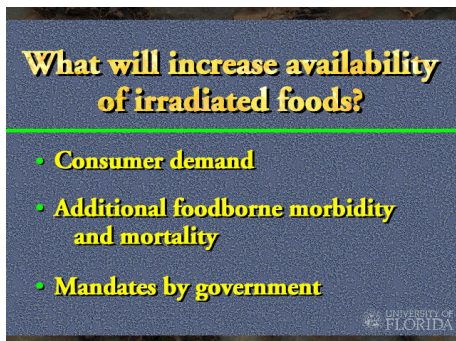 What will increase availability
of irradiated foods?
• Consumer demand
• Additional foodborne morbidity
and mortality
• Mandates by government
UNIVERSITY OF
FLORIDA